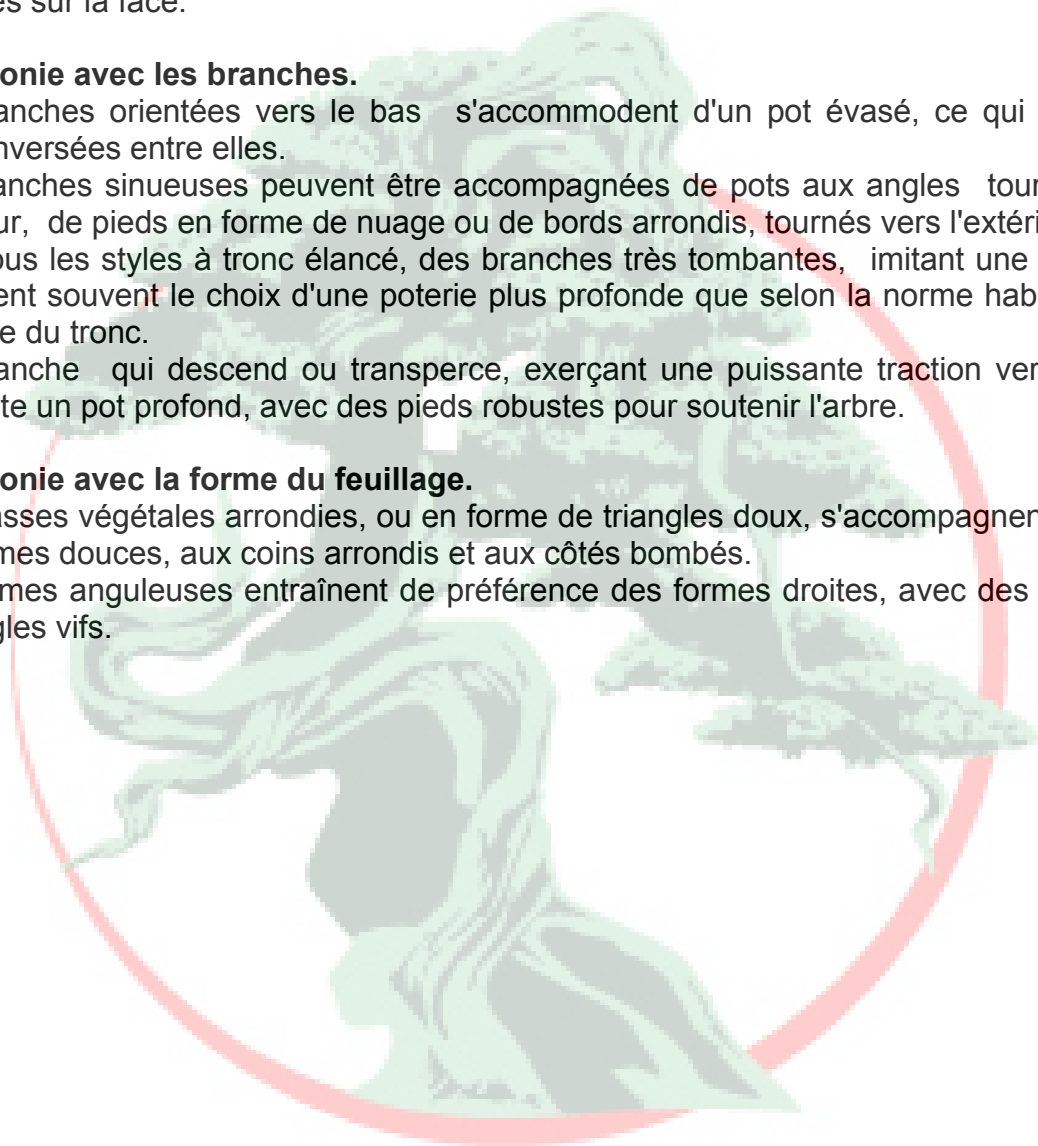 es sur la face.
onie avec les branches.
anches orientées vers le bas s'accommodent d'un pot évasé, ce qui
nversées entre elles.
anches sinueuses peuvent être accompagnées de pots aux angles tour
ur, de pieds en forme de nuage ou de bords arrondis, tournés vers l'extéri
ous les styles à tronc élancé, des branches très tombantes, imitant une
ent souvent le choix d'une poterie plus profonde que selon la norme hab
e du tronc.
anche qui descend ou transperce, exerçant une puissante traction ver
te un pot profond, avec des pieds robustes pour soutenir l'arbre.
onie avec la forme du feuillage.
asses végétales arrondies, ou en forme de triangles doux, s'accompagnen
mes douces, aux coins arrondis et aux côtés bombés.
mes anguleuses entraînent de préférence des formes droites, avec des
gles vifs.